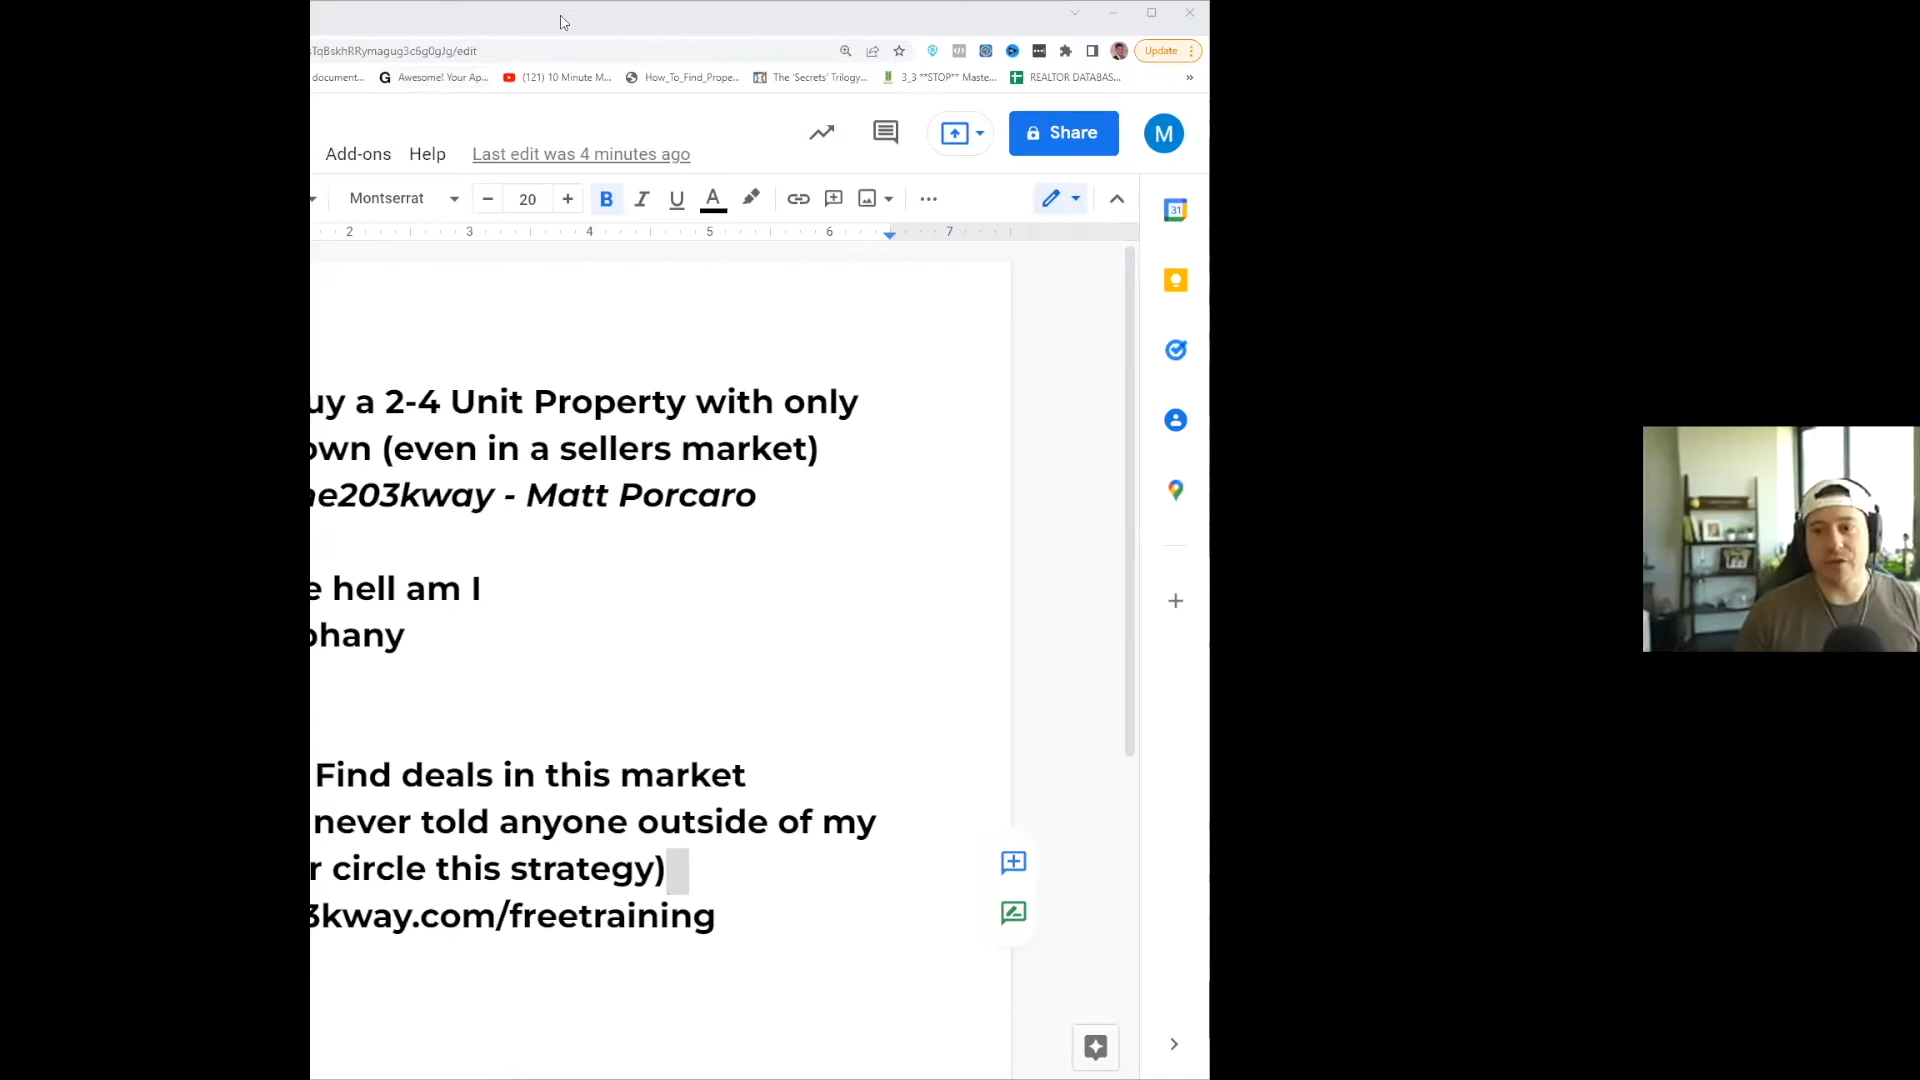 TqBskhRRymagug3c6g0gJg/edit
Update
document... Awesome! Your Ap... (121) 10 Minute M... How_To_Find_Prope... The 'Secrets' Trilogy... 3_3 **STOP** Maste... REALTOR DATABAS... »
Share M
Add-ons Help Last edit was 4 minutes ago
Montserrat 20 B I U A
2 3 4 5 6 7
31
uy a 2-4 Unit Property with only
own (even in a sellers market)
he203kway - Matt Porcaro
e hell am I
phany
Find deals in this market
never told anyone outside of my
r circle this strategy)
3kway.com/freetraining